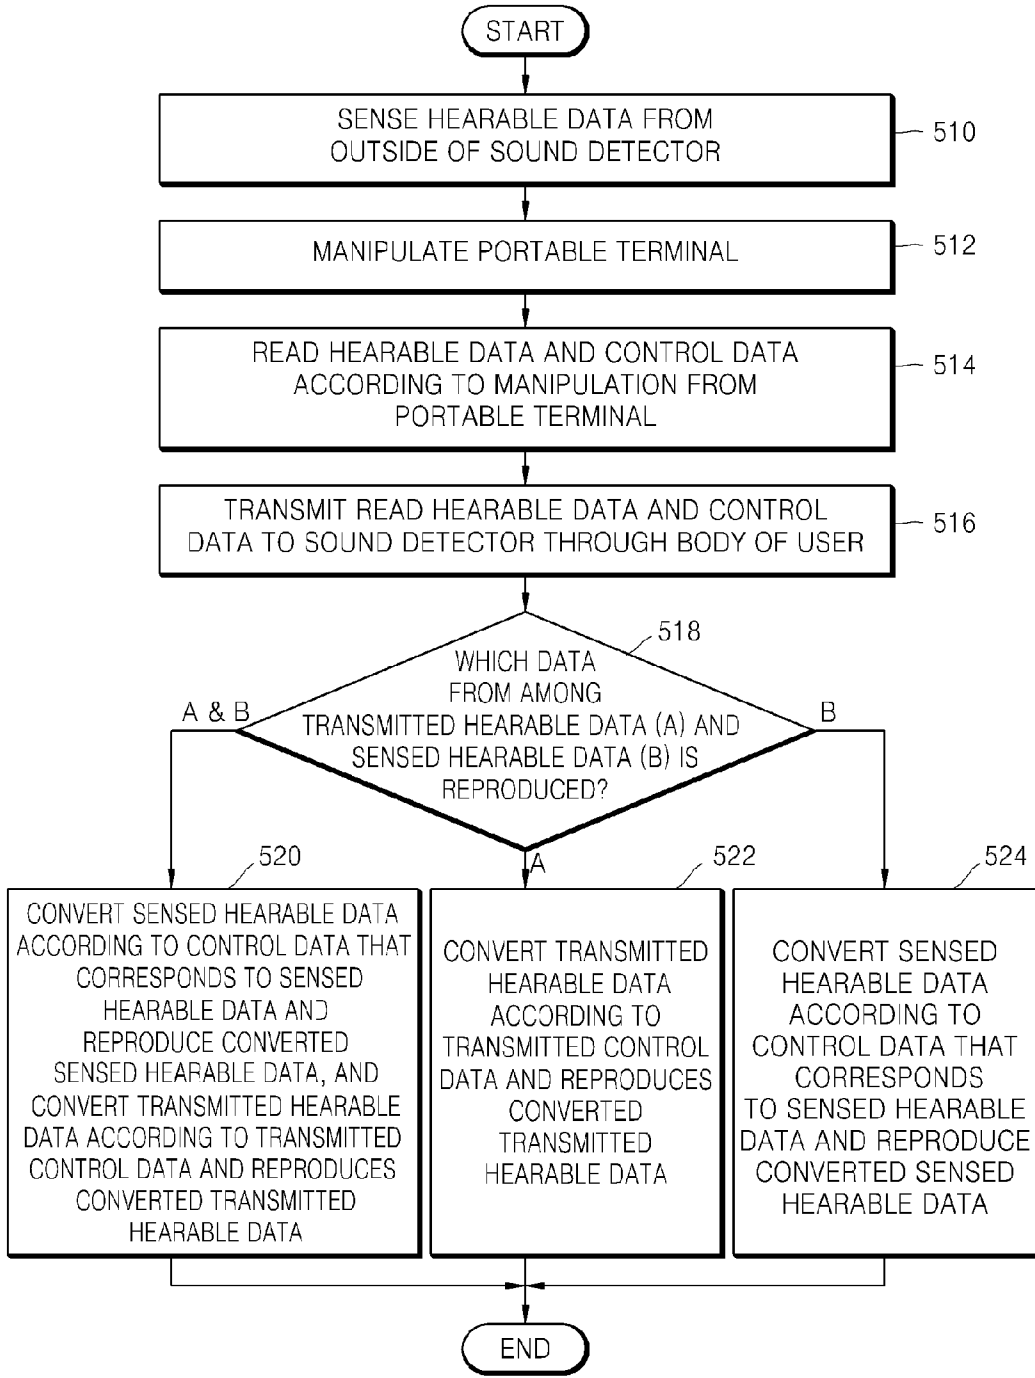 START
SENSE HEARABLE DATA FROM
OUTSIDE OF SOUND DETECTOR
510
MANIPULATE PORTABLE TERMINAL
512
READ HEARABLE DATA AND CONTROL DATA
ACCORDING TO MANIPULATION FROM
PORTABLE TERMINAL
514
TRANSMIT READ HEARABLE DATA AND CONTROL
DATA TO SOUND DETECTOR THROUGH BODY OF USER
516
518
WHICH DATA
FROM AMONG
TRANSMITTED HEARABLE DATA (A) AND
SENSED HEARABLE DATA (B) IS
REPRODUCED?
A & B
B
A
520
CONVERT SENSED HEARABLE DATA
ACCORDING TO CONTROL DATA THAT
CORRESPONDS TO SENSED
HEARABLE DATA AND
REPRODUCE CONVERTED
SENSED HEARABLE DATA, AND
CONVERT TRANSMITTED HEARABLE
DATA ACCORDING TO TRANSMITTED
CONTROL DATA AND REPRODUCES
CONVERTED TRANSMITTED
HEARABLE DATA
522
CONVERT TRANSMITTED
HEARABLE DATA
ACCORDING TO
TRANSMITTED CONTROL
DATA AND REPRODUCES
CONVERTED
TRANSMITTED
HEARABLE DATA
524
CONVERT SENSED
HEARABLE DATA
ACCORDING TO
CONTROL DATA THAT
CORRESPONDS
TO SENSED HEARABLE
DATA AND REPRODUCE
CONVERTED SENSED
HEARABLE DATA
END